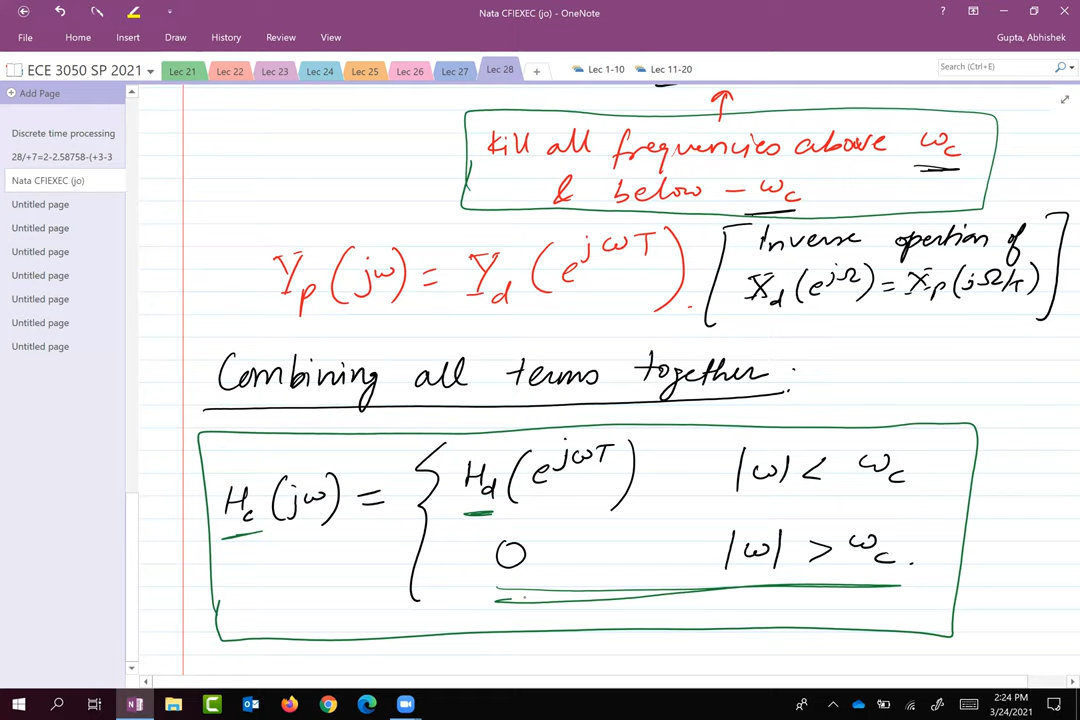 Nata CFIEXEC (jo) - OneNote
Gupta, Abhishek
File Home Insert Draw History Review View
ECE 3050 SP 2021
Lec 21 Lec 22 Lec 23 Lec 24 Lec 25 Lec 26 Lec 27 Lec 28 + Lec 1-10 Lec 11-20
Search (Ctrl+E)
Add Page
Discrete time processing
28/+7=2-2.58758-(+3-3
Nata CFIEXEC (jo)
Untitled page
Untitled page
Untitled page
Untitled page
Untitled page
Untitled page
Untitled page
Kill all frequencies above ωc
& below -ωc
Yp(jω) = Yd(e^{jωT}).
[Inverse opertion of
Xd(e^{jΩ}) = Xp(jΩ/T)]
Combining all terms together:
Hc(jω) = { Hd(e^{jωT}) |ω| < ωc
0 |ω| > ωc.
2:24 PM
3/24/2021